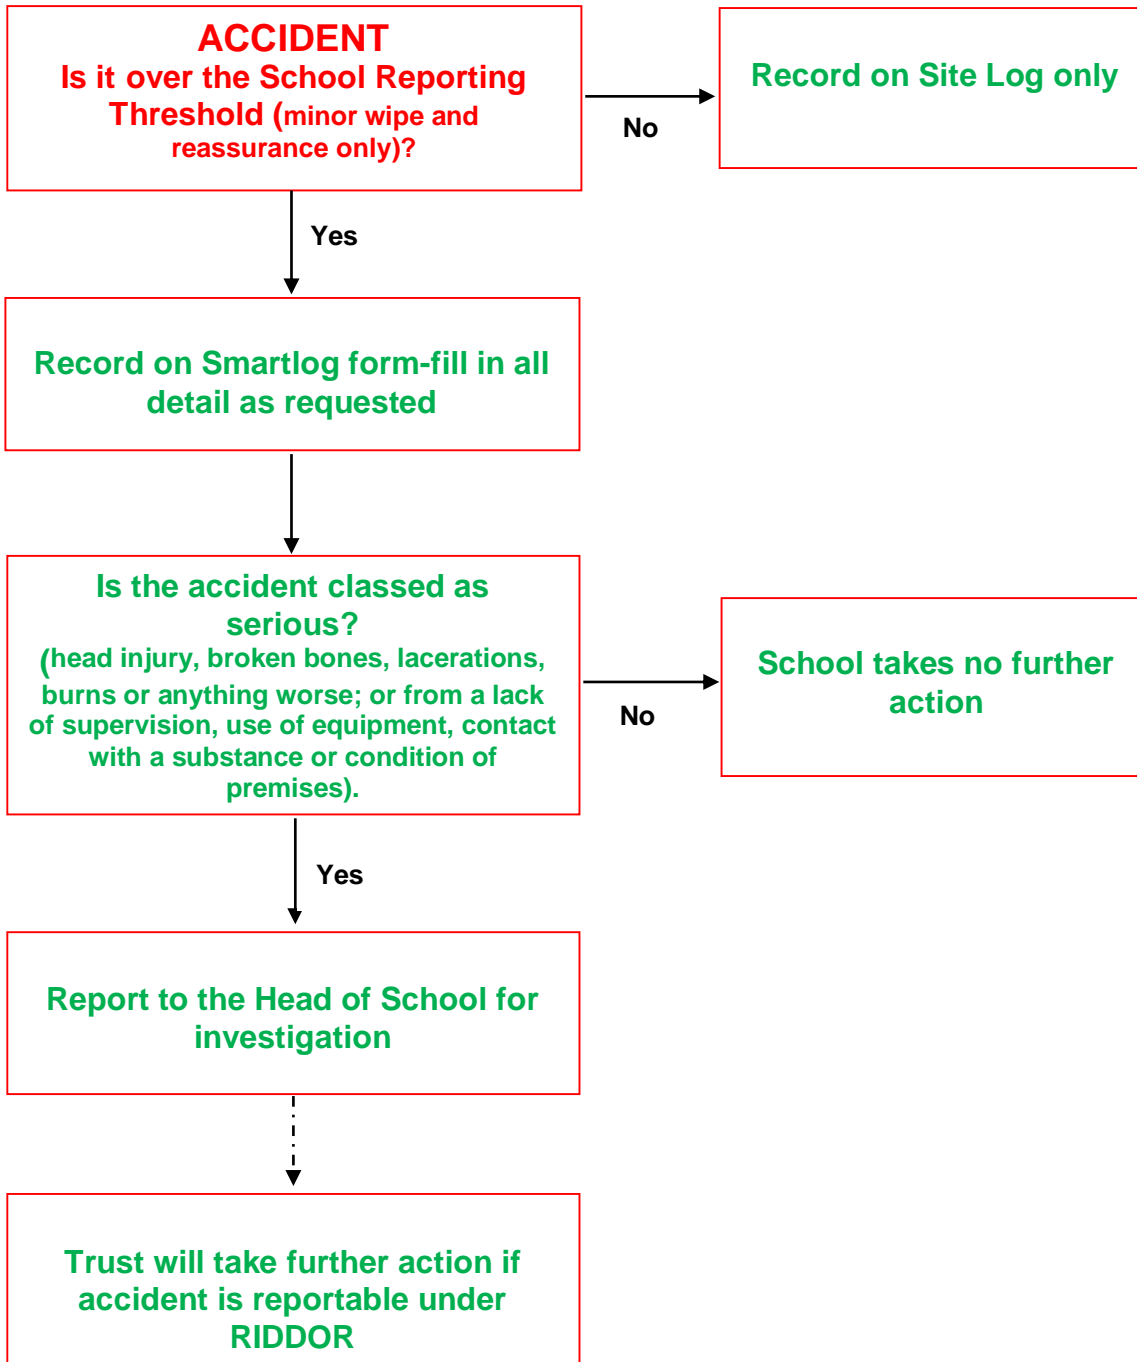 ACCIDENT
Is it over the School Reporting
Threshold (minor wipe and
reassurance only)?
No
Record on Site Log only
Yes
Record on Smartlog form-fill in all
detail as requested
Is the accident classed as
serious?
(head injury, broken bones, lacerations,
burns or anything worse; or from a lack
of supervision, use of equipment, contact
with a substance or condition of
premises).
No
School takes no further
action
Yes
Report to the Head of School for
investigation
Trust will take further action if
accident is reportable under
RIDDOR